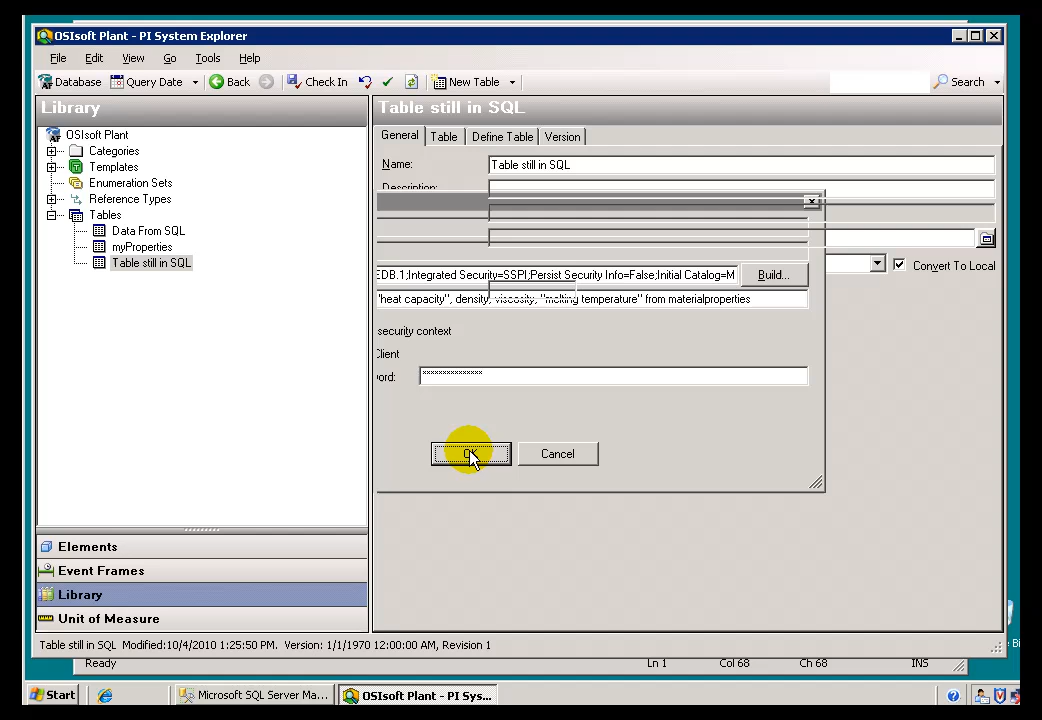 OSIsoft Plant - PI System Explorer
File Edit View Go Tools Help
Database Query Date Back Check In New Table Search
Library
OSIsoft Plant
Categories
Templates
Enumeration Sets
Reference Types
Tables
Data From SQL
myProperties
Table still in SQL
Elements
Event Frames
Library
Unit of Measure
Table still in SQL
General Table Define Table Version
Name: Table still in SQL
Description:
Convert To Local
EDB.1;Integrated Security=SSPI;Persist Security Info=False;Initial Catalog=M Build...
"heat capacity", density, viscosity, "melting temperature" from materialproperties
security context
Client
ord: ***************
OK Cancel
Table still in SQL Modified:10/4/2010 1:25:50 PM. Version: 1/1/1970 12:00:00 AM, Revision 1
Ready Ln 1 Col 68 Ch 68 INS
Start Microsoft SQL Server Ma... OSIsoft Plant - PI Sys...